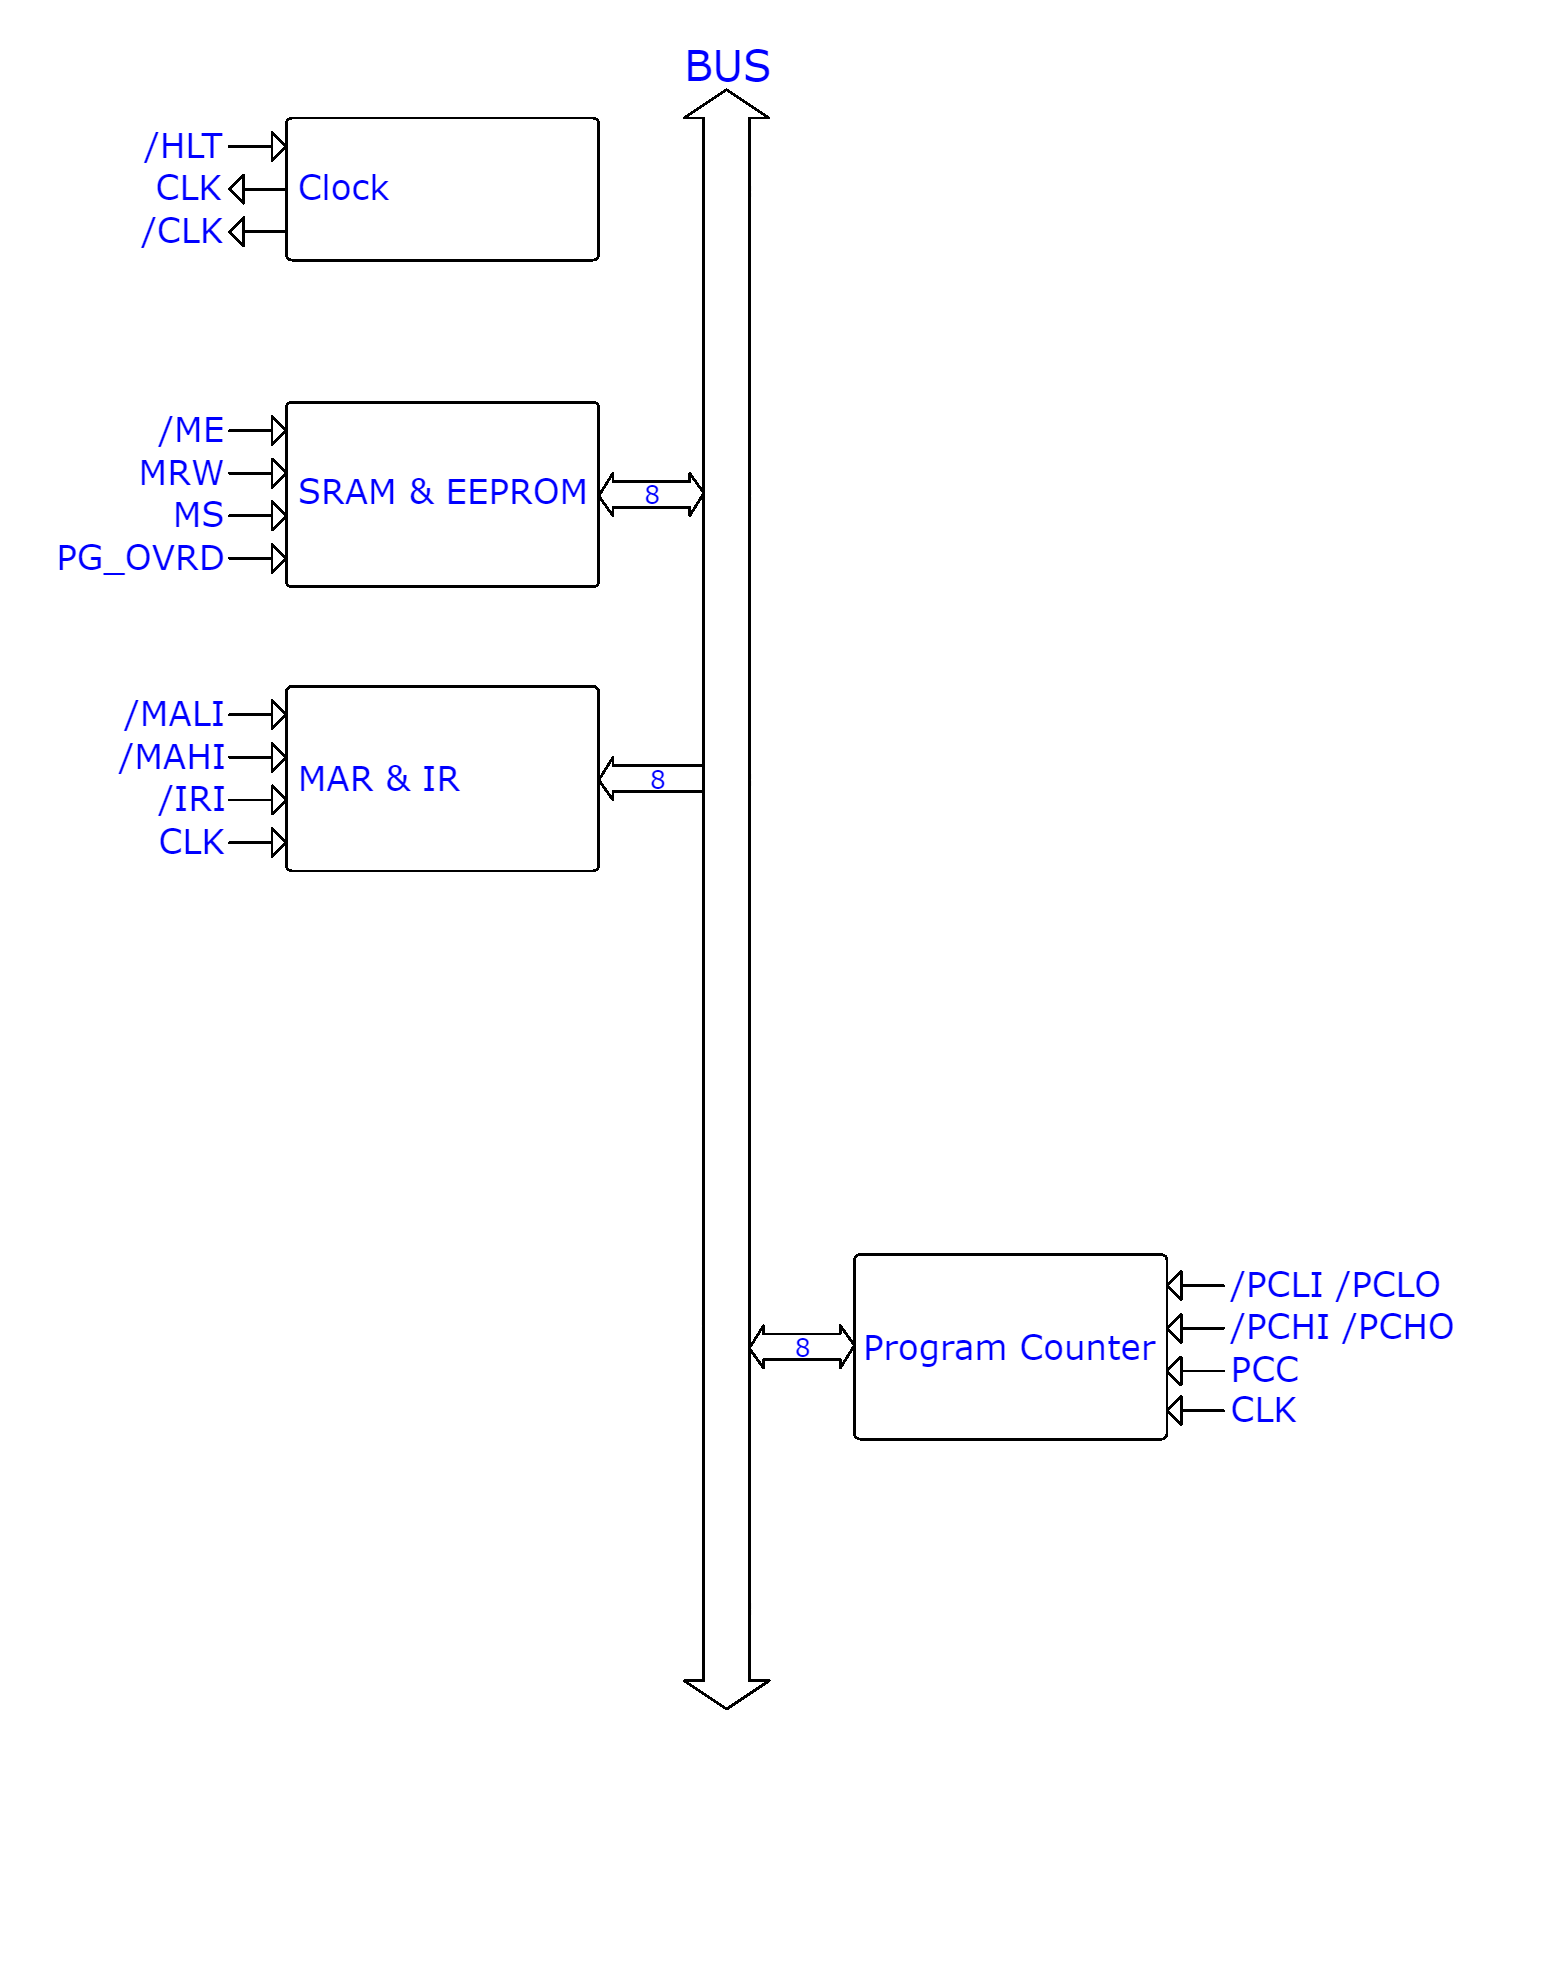 BUS
/HLT
CLK
/CLK
Clock
/ME
MRW
MS
PG_OVRD
SRAM & EEPROM
8
/MALI
/MAHI
/IRI
CLK
MAR & IR
8
8
Program Counter
/PCLI /PCLO
/PCHI /PCHO
PCC
CLK